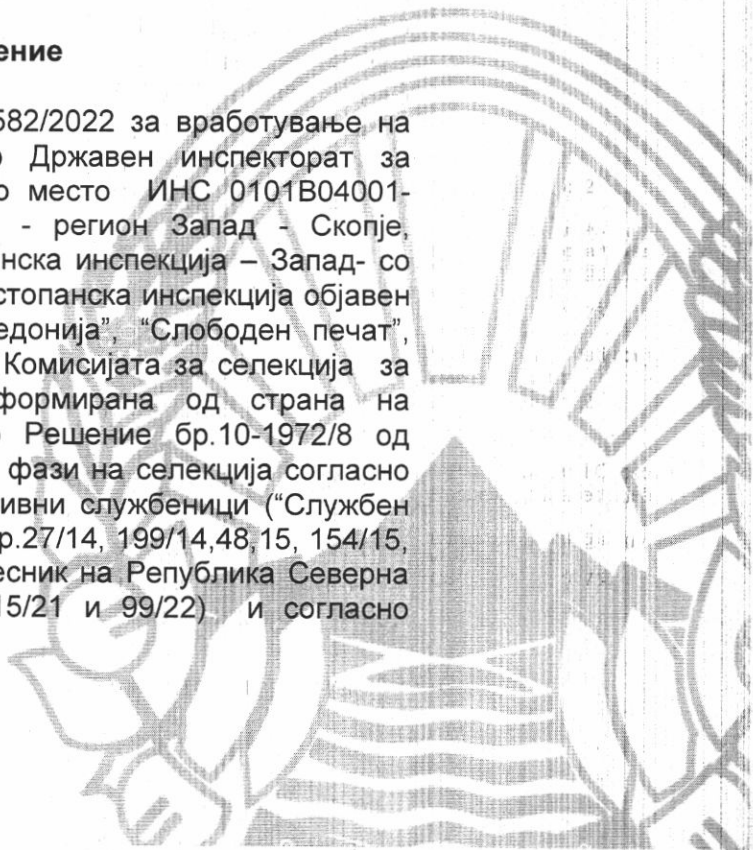 ение
582/2022 за вработување на
Државен инспекторат за
о место ИНС 0101В04001-
- регион Запад - Скопје,
нска инспекција – Запад- со
стопанска инспекција објавен
едонија”, “Слободен печат”,
Комисијата за селекција за
формирана од страна на
Решение бр.10-1972/8 од
фази на селекција согласно
ивни службеници (“Службен
р.27/14, 199/14,48,15, 154/15,
есник на Република Северна
15/21 и 99/22) и согласно